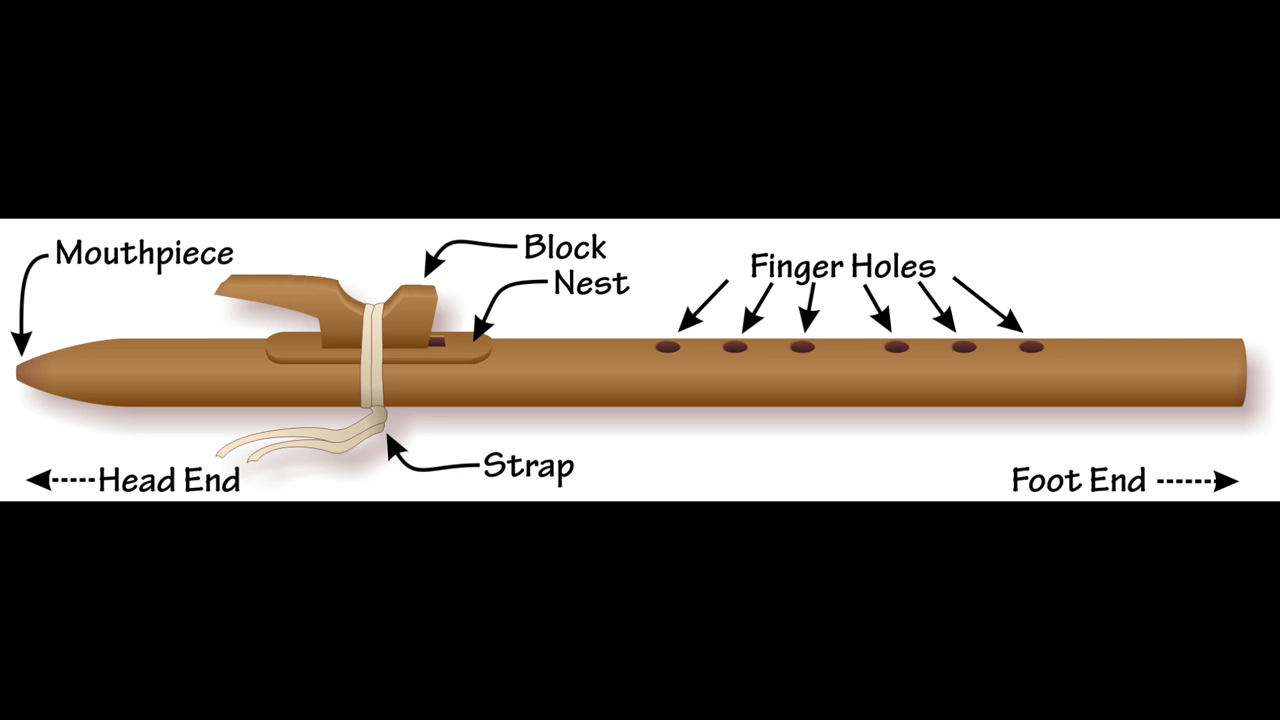 Mouthpiece
Block
Nest
Finger Holes
Strap
Head End
Foot End